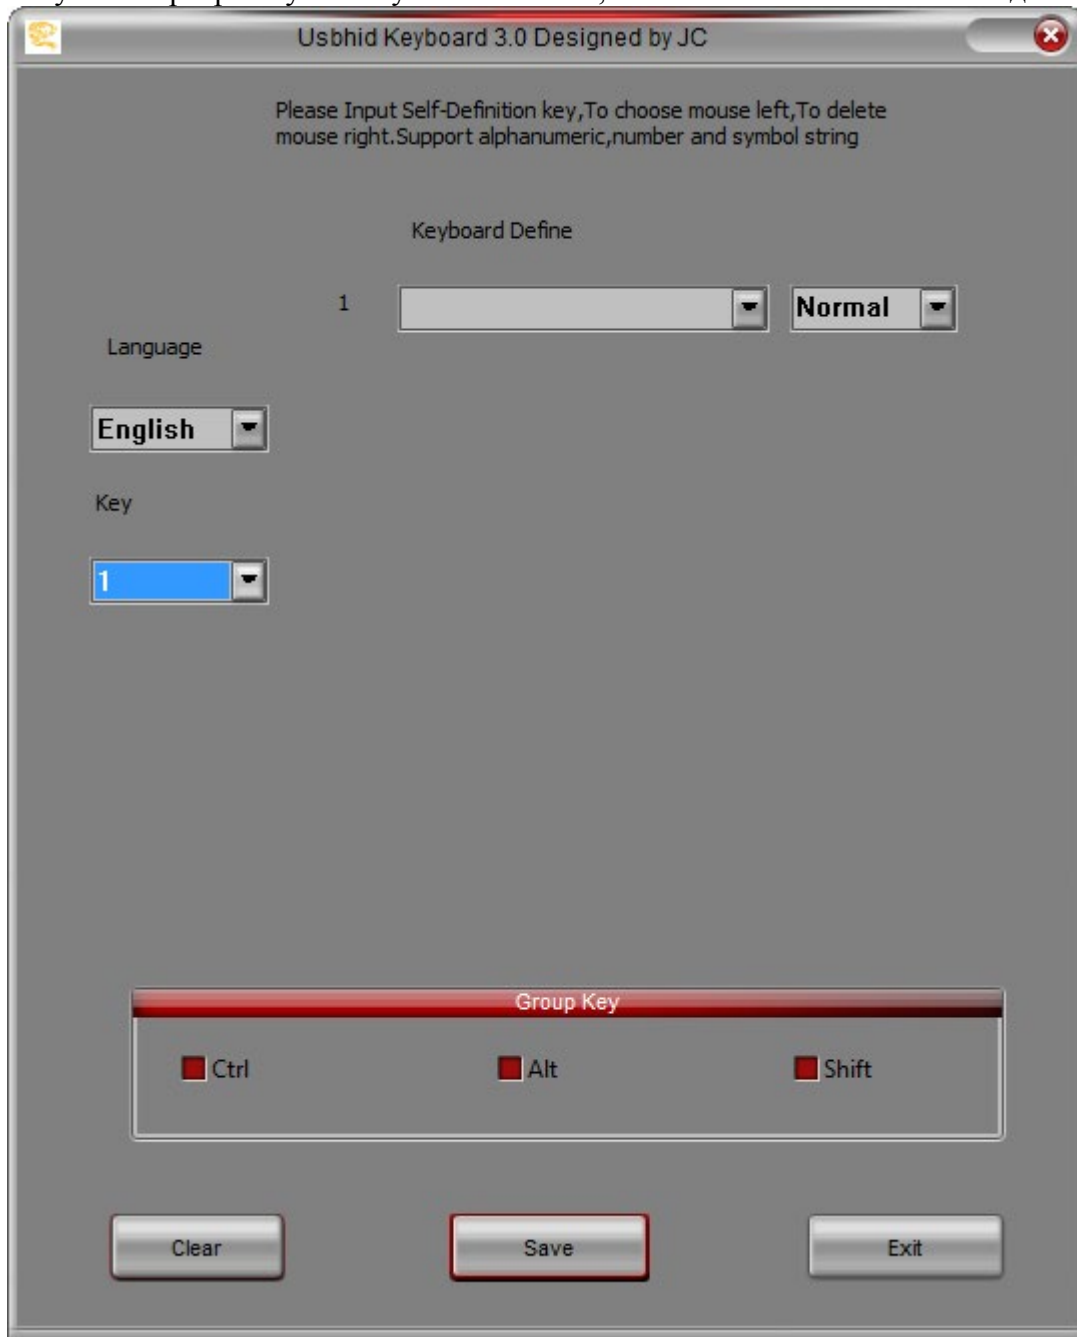 Usbhid Keyboard 3.0 Designed by JC
Please Input Self-Definition key,To choose mouse left,To delete
mouse right.Support alphanumeric,number and symbol string
Keyboard Define
1
Normal
Language
English
Key
1
Group Key
Ctrl
Alt
Shift
Clear
Save
Exit